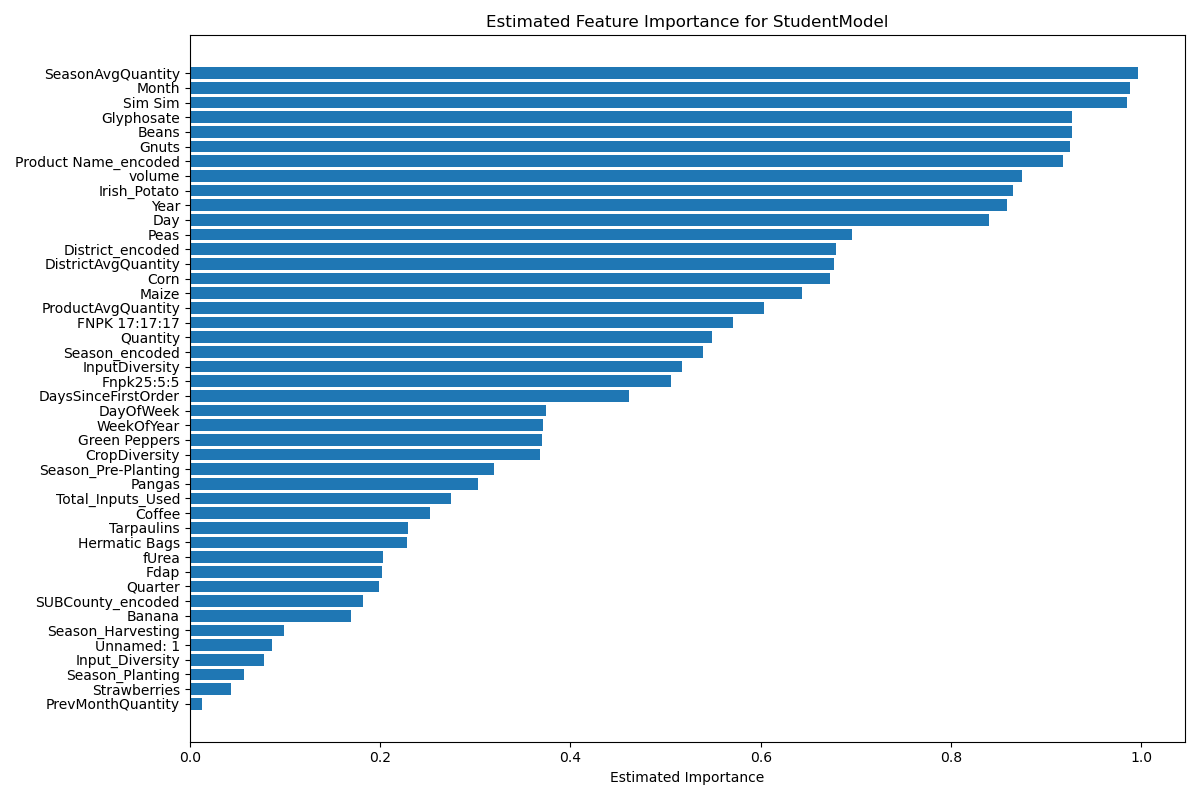 Estimated Feature Importance for StudentModel
SeasonAvgQuantity
Month
Sim Sim
Glyphosate
Beans
Gnuts
Product Name_encoded
volume
Irish_Potato
Year
Day
Peas
District_encoded
DistrictAvgQuantity
Corn
Maize
ProductAvgQuantity
FNPK 17:17:17
Quantity
Season_encoded
InputDiversity
Fnpk25:5:5
DaysSinceFirstOrder
DayOfWeek
WeekOfYear
Green Peppers
CropDiversity
Season_Pre-Planting
Pangas
Total_Inputs_Used
Coffee
Tarpaulins
Hermatic Bags
fUrea
Fdap
Quarter
SUBCounty_encoded
Banana
Season_Harvesting
Unnamed: 1
Input_Diversity
Season_Planting
Strawberries
PrevMonthQuantity
0.0 0.2 0.4 0.6 0.8 1.0
Estimated Importance